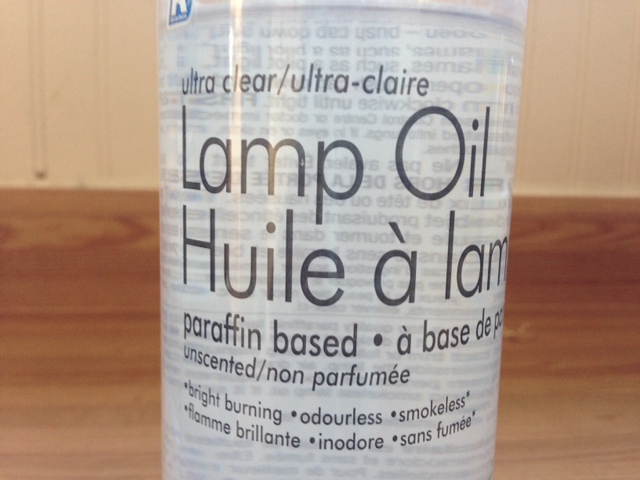 ultra clear/ultra-claire
Lamp Oil
Huile à lam
paraffin based • à base de pa
unscented/non parfumée
•bright burning •odourless •smokeless*
•flamme brillante •inodore •sans fumée*